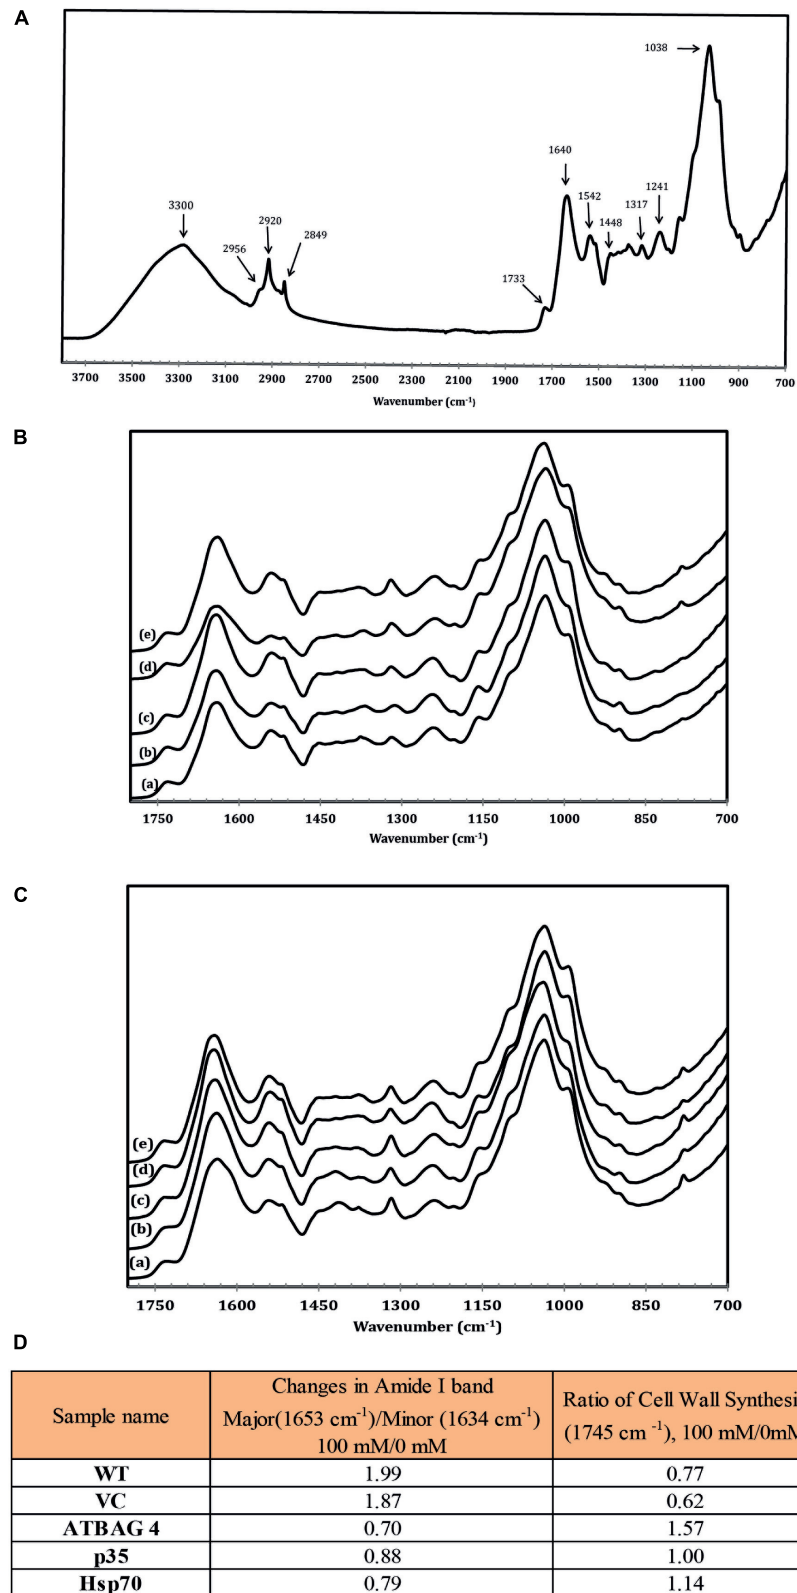 A
1038
1640
1542
1241
1317
1448
3300
2920
2956
2849
1733
3700 3500 3300 3100 2900 2700 2500 2300 2100 1900 1700 1500 1300 1100 900 700
Wavenumber (cm-1)
B
(e)
(d)
(c)
(b)
(a)
1750 1600 1450 1300 1150 1000 850 700
Wavenumber (cm-1)
C
(e)
(d)
(c)
(b)
(a)
1750 1600 1450 1300 1150 1000 850 700
Wavenumber (cm-1)
D
Sample name
Changes in Amide I band
Major(1653 cm-1)/Minor (1634 cm-1)
100 mM/0 mM
Ratio of Cell Wall Synthesi
(1745 cm -1), 100 mM/0mM
WT 1.99 0.77
VC 1.87 0.62
ATBAG 4 0.70 1.57
p35 0.88 1.00
Hsp70 0.79 1.14